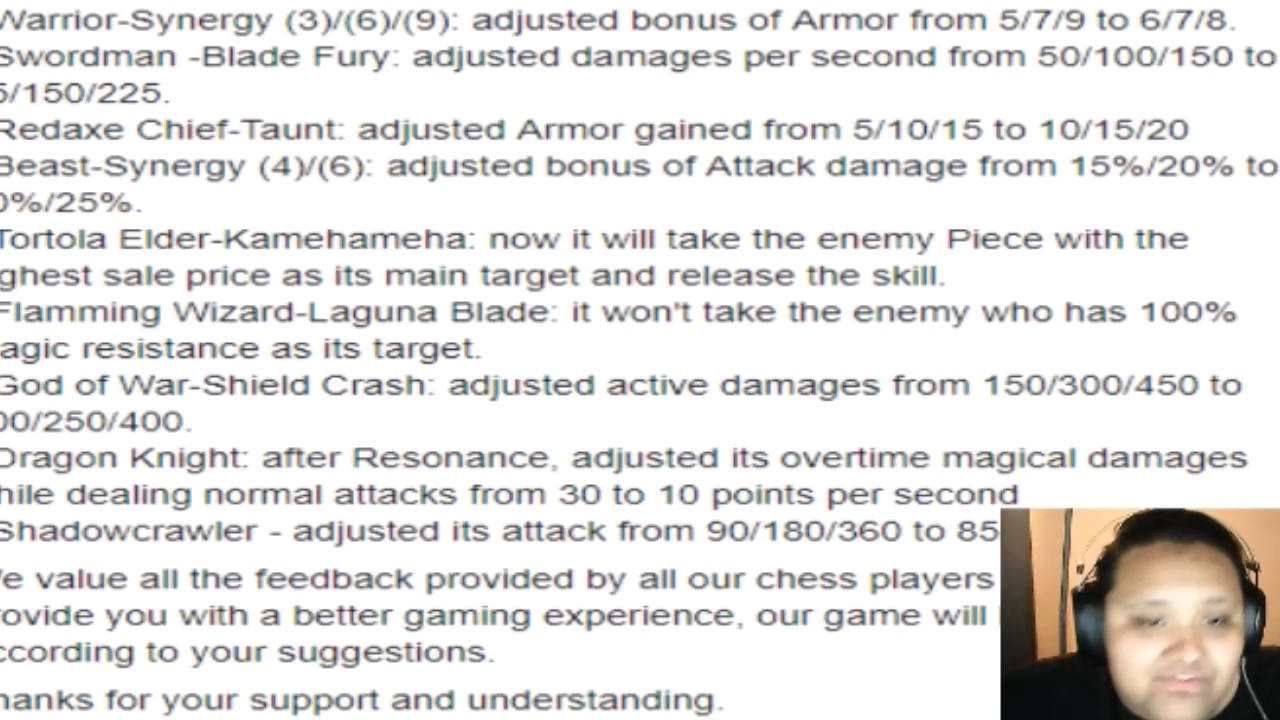 Warrior-Synergy (3)/(6)/(9): adjusted bonus of Armor from 5/7/9 to 6/7/8.
Swordman -Blade Fury: adjusted damages per second from 50/100/150 to
5/150/225.
Redaxe Chief-Taunt: adjusted Armor gained from 5/10/15 to 10/15/20
Beast-Synergy (4)/(6): adjusted bonus of Attack damage from 15%/20% to
0%/25%.
Tortola Elder-Kamehameha: now it will take the enemy Piece with the
ghest sale price as its main target and release the skill.
Flamming Wizard-Laguna Blade: it won't take the enemy who has 100%
agic resistance as its target.
God of War-Shield Crash: adjusted active damages from 150/300/450 to
00/250/400.
Dragon Knight: after Resonance, adjusted its overtime magical damages
hile dealing normal attacks from 30 to 10 points per second
Shadowcrawler - adjusted its attack from 90/180/360 to 85
e value all the feedback provided by all our chess players
rovide you with a better gaming experience, our game will
ccording to your suggestions.
hanks for your support and understanding.